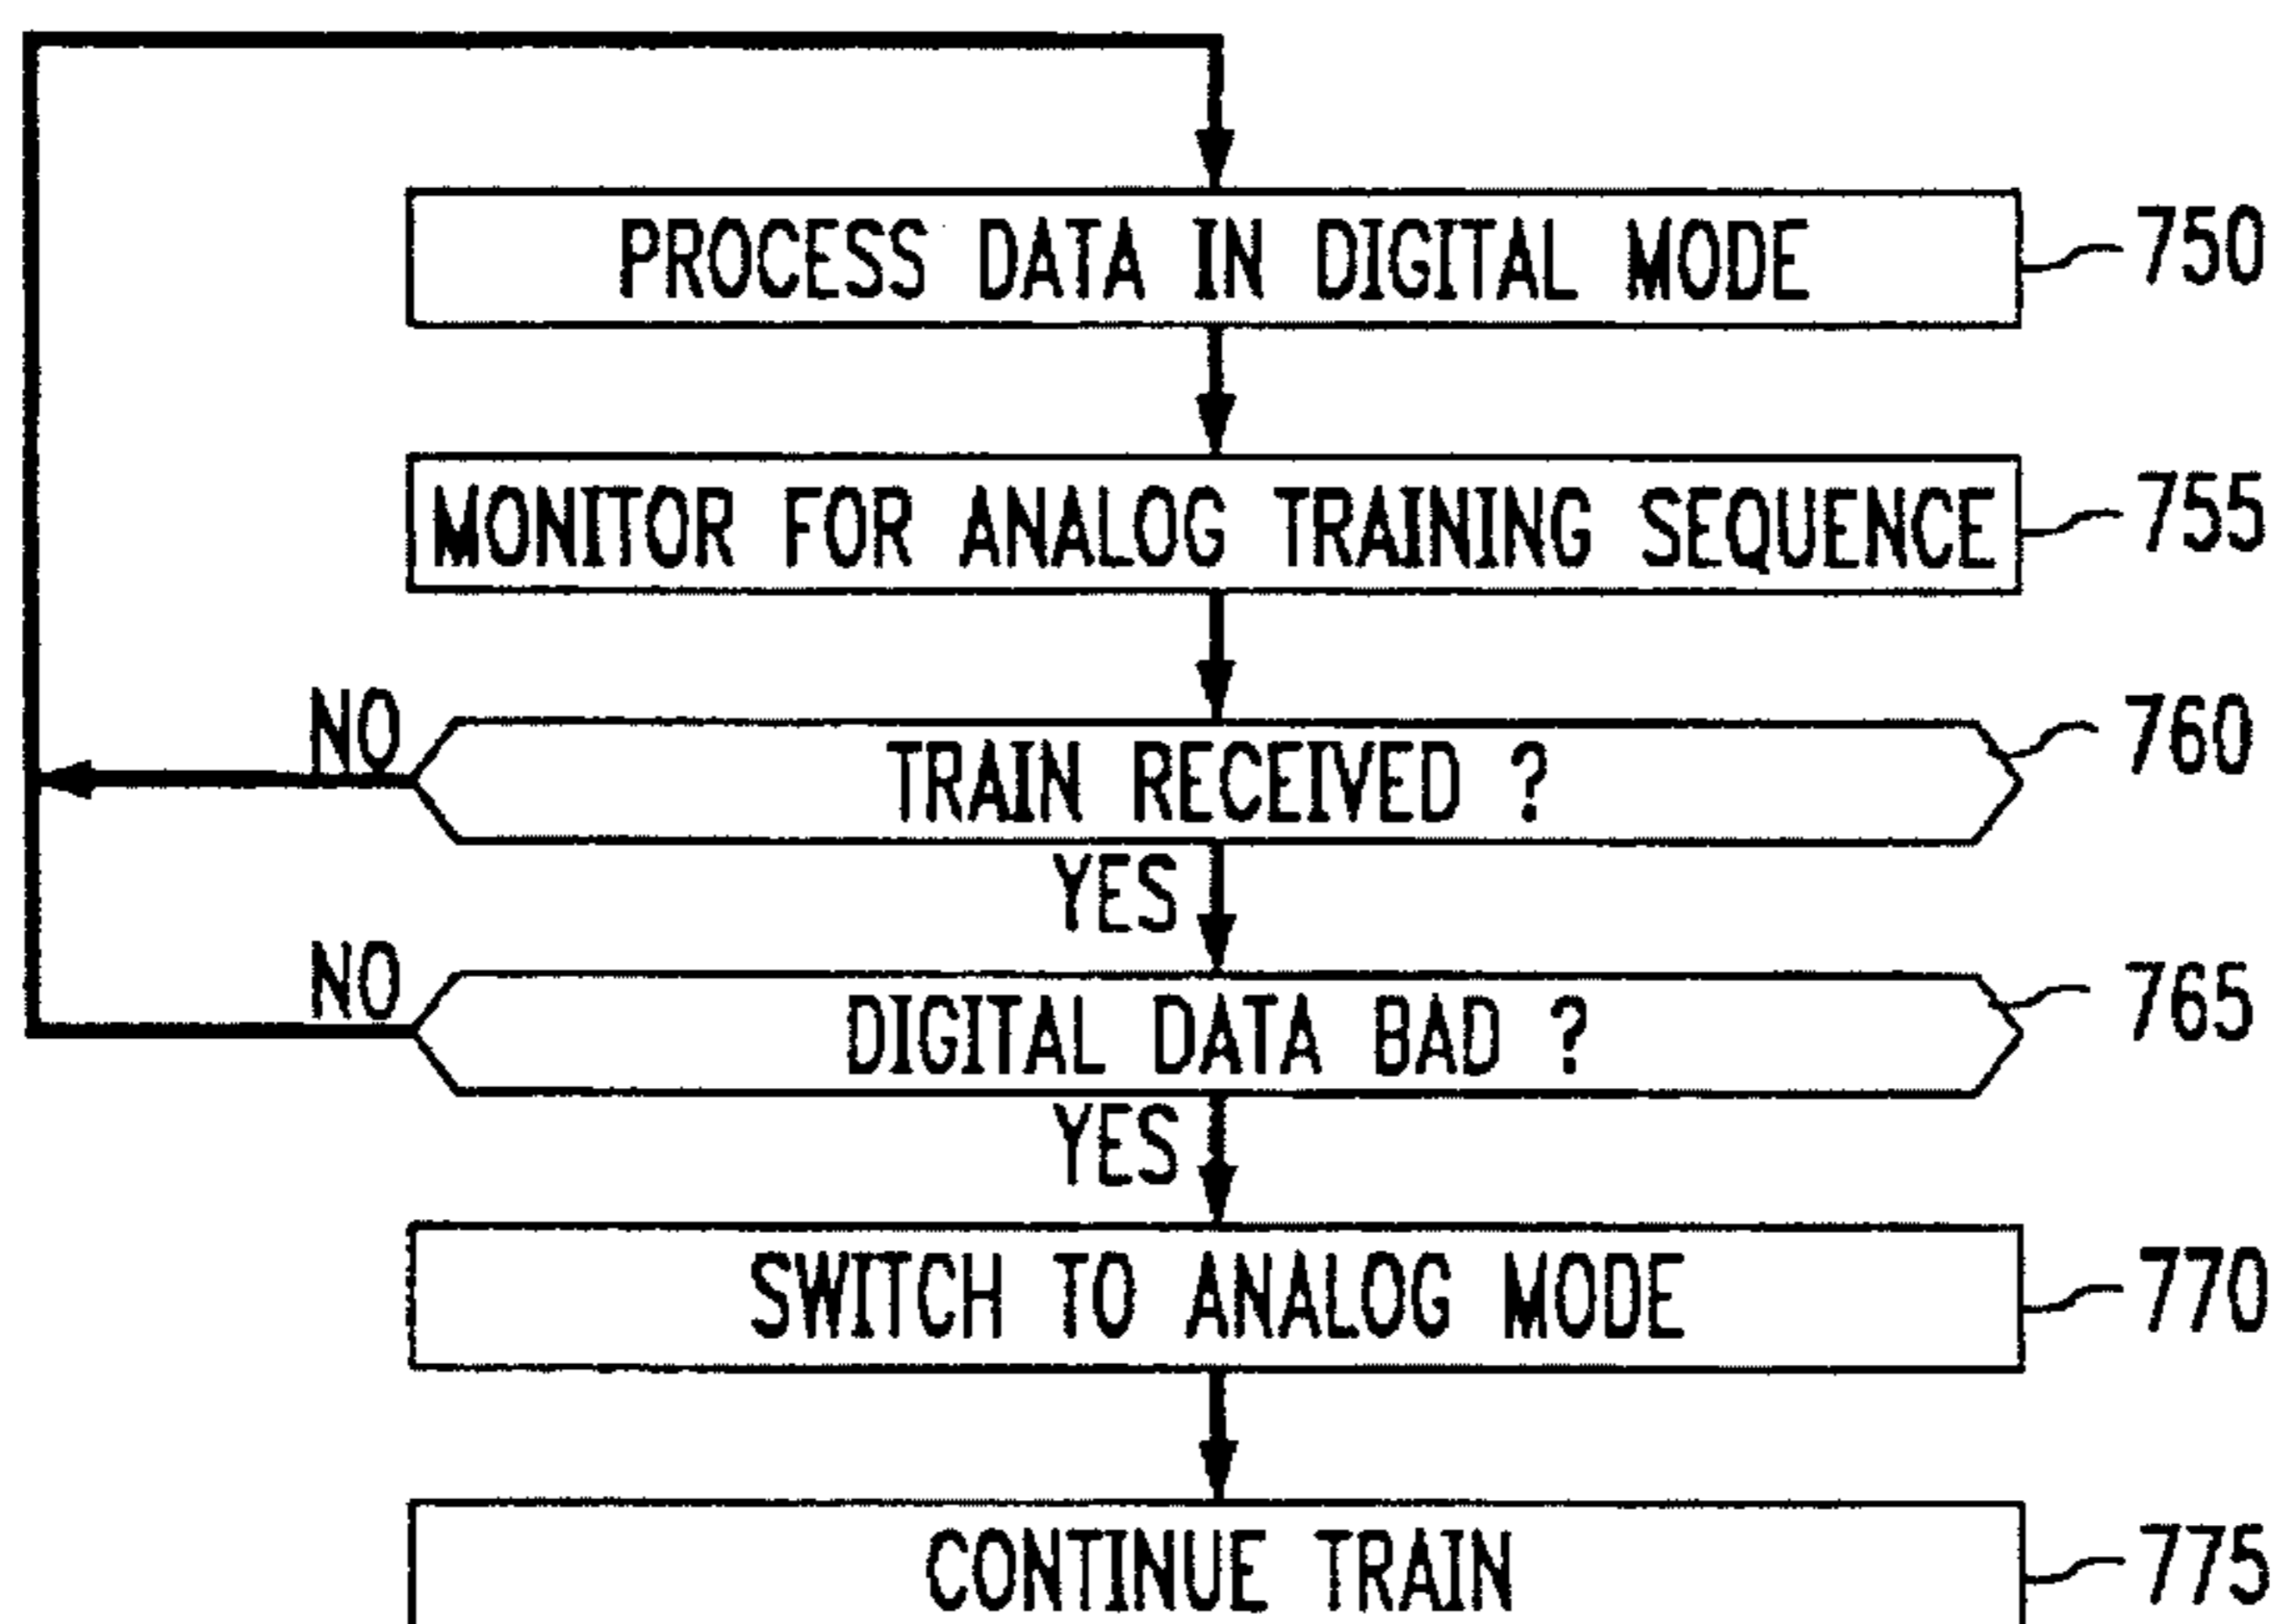 PROCESS DATA IN DIGITAL MODE 750
MONITOR FOR ANALOG TRAINING SEQUENCE 755
NO
TRAIN RECEIVED ? 760
YES
NO
DIGITAL DATA BAD ? 765
YES
SWITCH TO ANALOG MODE 770
CONTINUE TRAIN 775